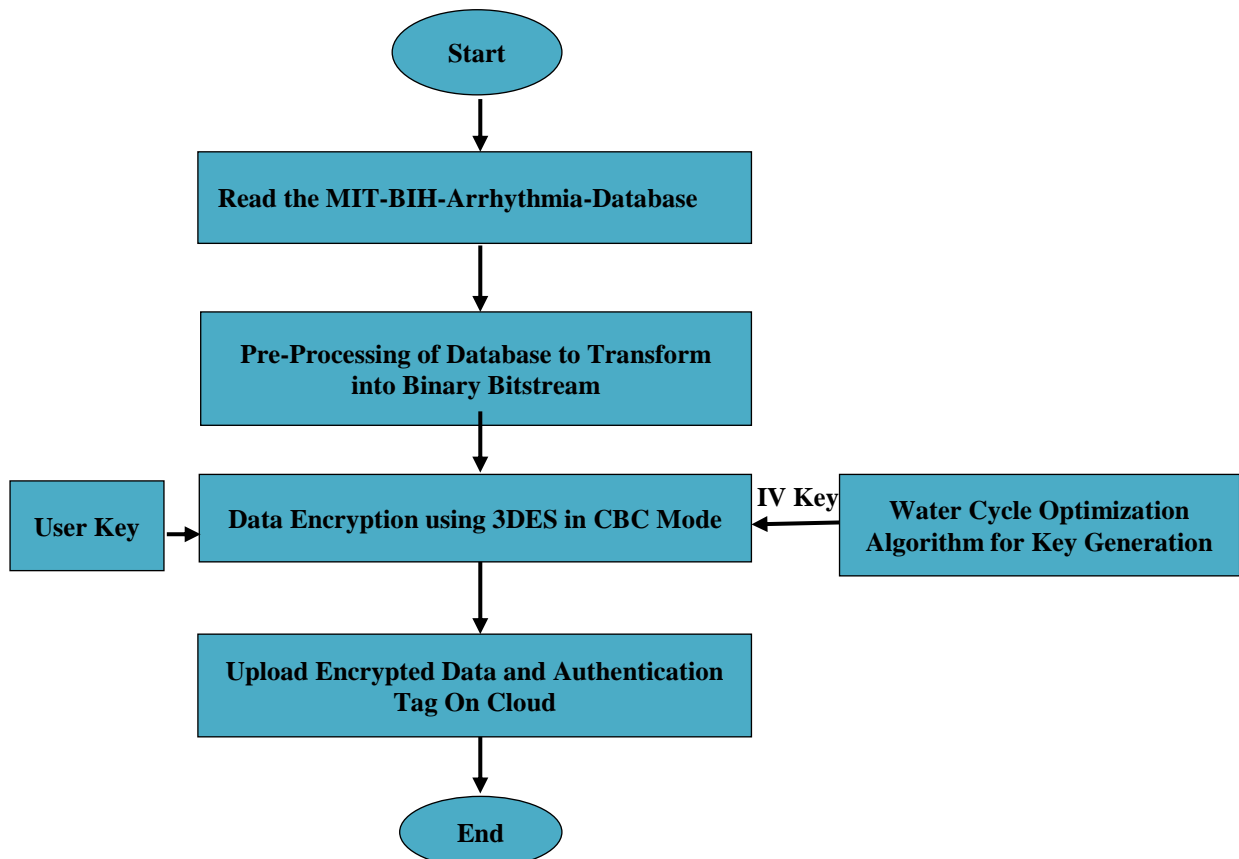 Start
Read the MIT-BIH-Arrhythmia-Database
Pre-Processing of Database to Transform
into Binary Bitstream
User Key
Data Encryption using 3DES in CBC Mode
IV Key
Water Cycle Optimization
Algorithm for Key Generation
Upload Encrypted Data and Authentication
Tag On Cloud
End